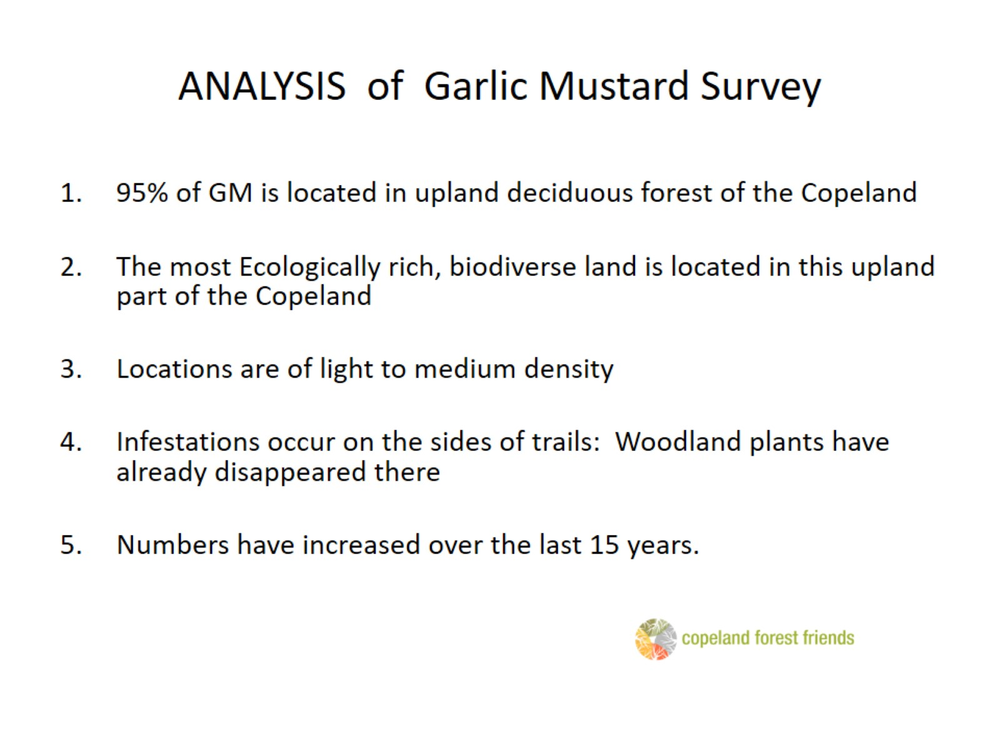 ANALYSIS  of  Garlic Mustard Survey
1. 95% of GM is located in upland deciduous forest of the Copeland
2. The most Ecologically rich, biodiverse land is located in this upland
part of the Copeland
3. Locations are of light to medium density
4. Infestations occur on the sides of trails:  Woodland plants have
already disappeared there
5. Numbers have increased over the last 15 years.
copeland forest friends